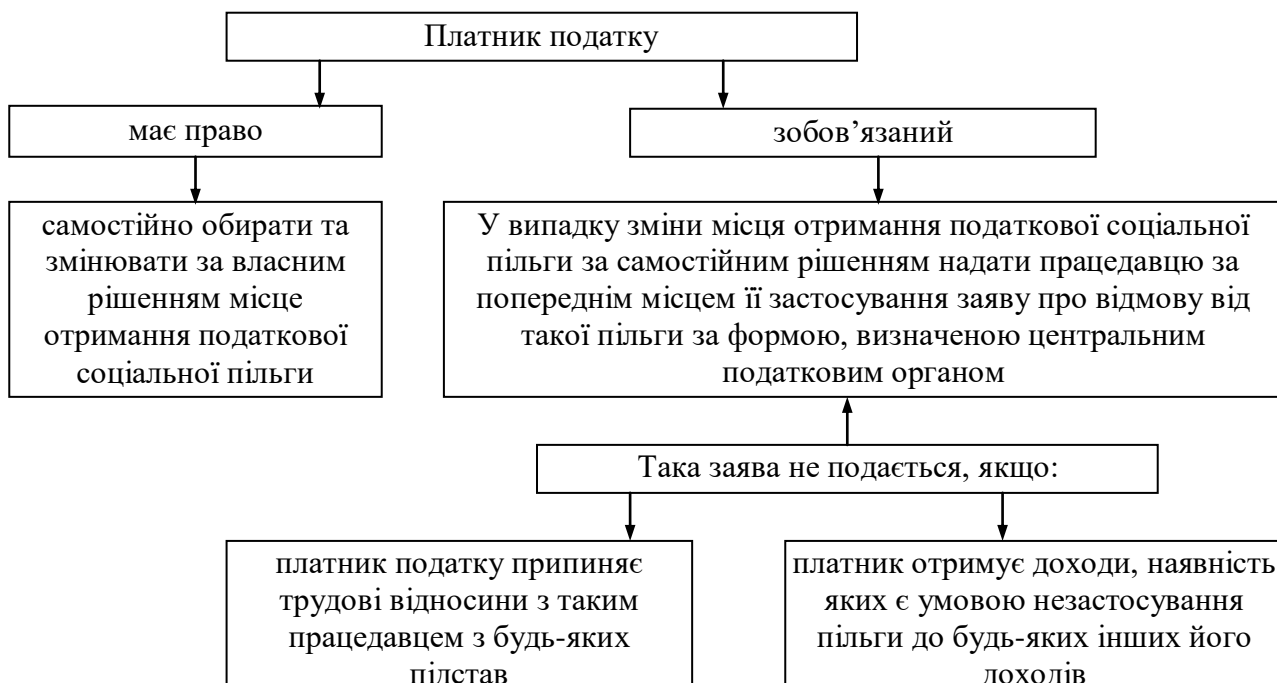 Платник податку
має право
зобов’язаний
самостійно обирати та
змінювати за власним
рішенням місце
отримання податкової
соціальної пільги
У випадку зміни місця отримання податкової соціальної
пільги за самостійним рішенням надати працедавцю за
попереднім місцем її застосування заяву про відмову від
такої пільги за формою, визначеною центральним
податковим органом
Така заява не подається, якщо:
платник податку припиняє
трудові відносини з таким
працедавцем з будь-яких
підстав
платник отримує доходи, наявність
яких є умовою незастосування
пільги до будь-яких інших його
доходів